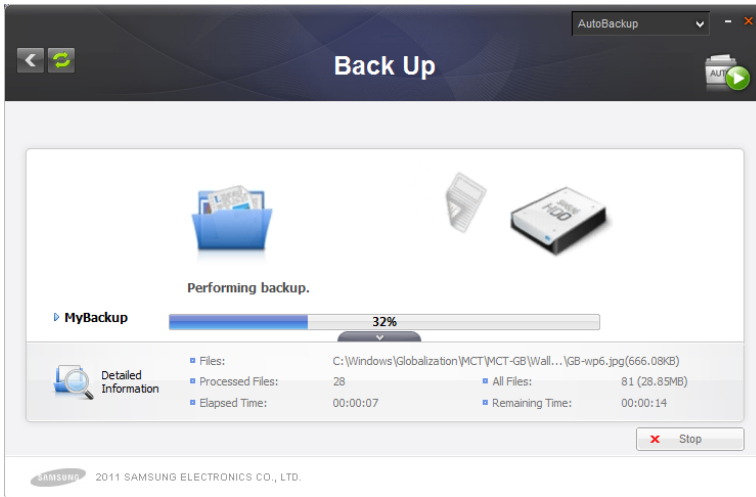 AutoBackup
Back Up
AUTO
HDD
Performing backup.
MyBackup
32%
Detailed Information
Files: C:\Windows\Globalization\MCT\MCT-GB\Wall...\GB-wp6.jpg(666.08KB)
Processed Files: 28 All Files: 81 (28.85MB)
Elapsed Time: 00:00:07 Remaining Time: 00:00:14
Stop
SAMSUNG 2011 SAMSUNG ELECTRONICS CO., LTD.